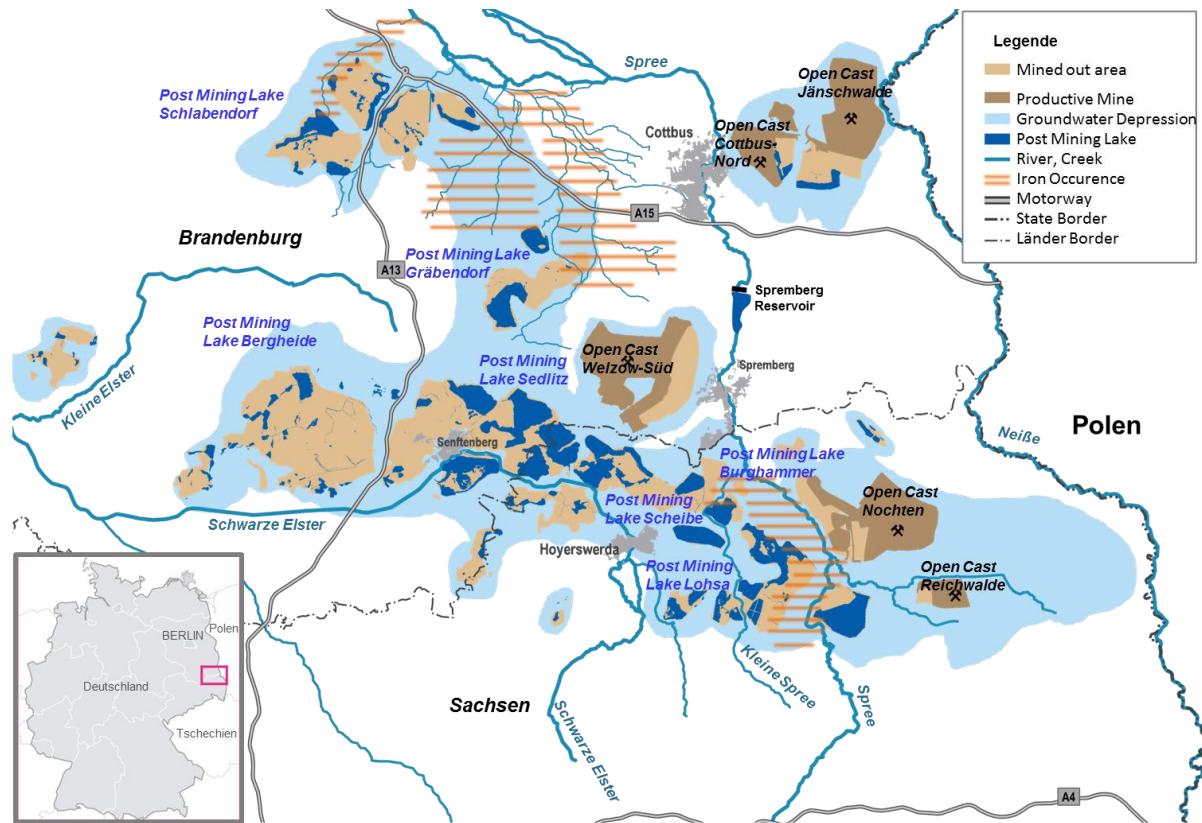 Legende
Mined out area
Productive Mine
Groundwater Depression
Post Mining Lake
River, Creek
Iron Occurence
Motorway
State Border
Länder Border
Spree
Open Cast
Jänschwalde
Post Mining Lake
Schlabendorf
Open Cast
Cottbus-
Nord
Cottbus
A15
Brandenburg
Post Mining Lake
Gräbendorf
A13
Spremberg
Reservoir
Post Mining
Lake Bergheide
Open Cast
Welzow-Süd
Post Mining
Lake Sedlitz
Spremberg
Kleine Elster
Polen
Neiße
Senftenberg
Post Mining Lake
Burghammer
Open Cast
Nochten
Post Mining
Lake Scheibe
Schwarze Elster
Hoyerswerda
Post Mining
Lake Lohsa
Open Cast
Reichwalde
Kleine Spree
Spree
Sachsen
Schwarze Elster
A4
BERLIN
Polen
Deutschland
Tschechien